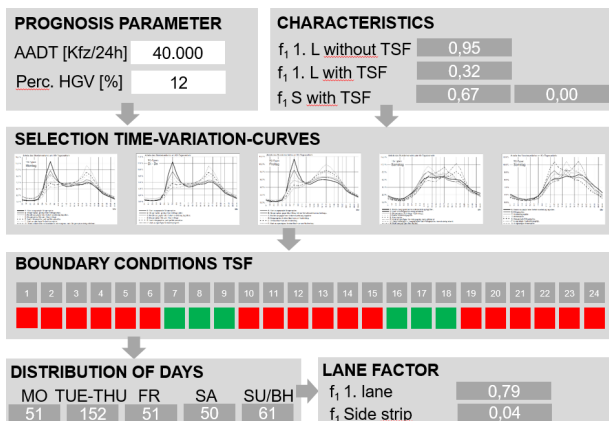 PROGNOSIS PARAMETER
AADT [Kfz/24h] 40.000
Perc. HGV [%] 12
CHARACTERISTICS
f1 1. L without TSF 0,95
f1 1. L with TSF 0,32
f1 S with TSF 0,67 0,00
SELECTION TIME-VARIATION-CURVES
BOUNDARY CONDITIONS TSF
1 2 3 4 5 6 7 8 9 10 11 12 13 14 15 16 17 18 19 20 21 22 23 24
DISTRIBUTION OF DAYS
MO TUE-THU FR SA SU/BH
51 152 51 50 61
LANE FACTOR
f1 1. lane 0,79
f1 Side strip 0,04